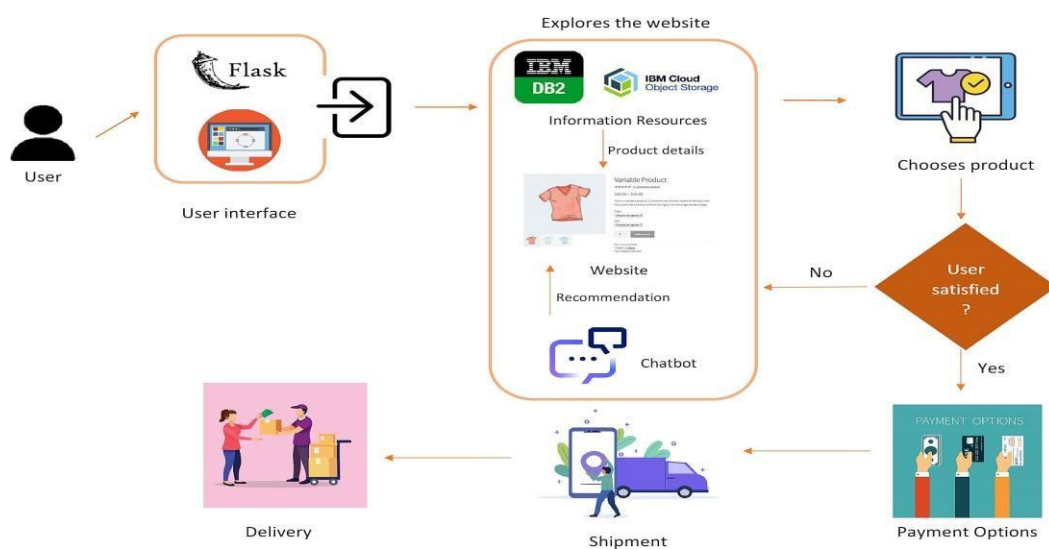 Explores the website
Flask
IBM
DB2
IBM Cloud
Object Storage
Information Resources
Product details
Variable Product
Website
Recommendation
Chatbot
User
User interface
Chooses product
User
satisfied
?
No
Yes
PAYMENT OPTIONS
Payment Options
Shipment
Delivery